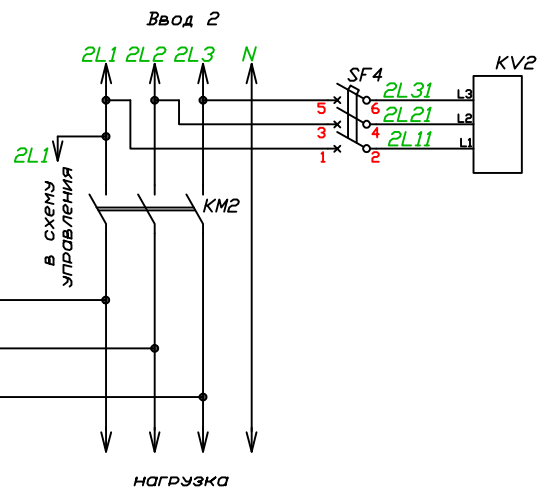 Ввод 2
2L1 2L2 2L3 N
SF4
KV2
5 6 2L31 L3
3 4 2L21 L2
1 2 2L11 L1
2L1
в схему
управления
KM2
нагрузка